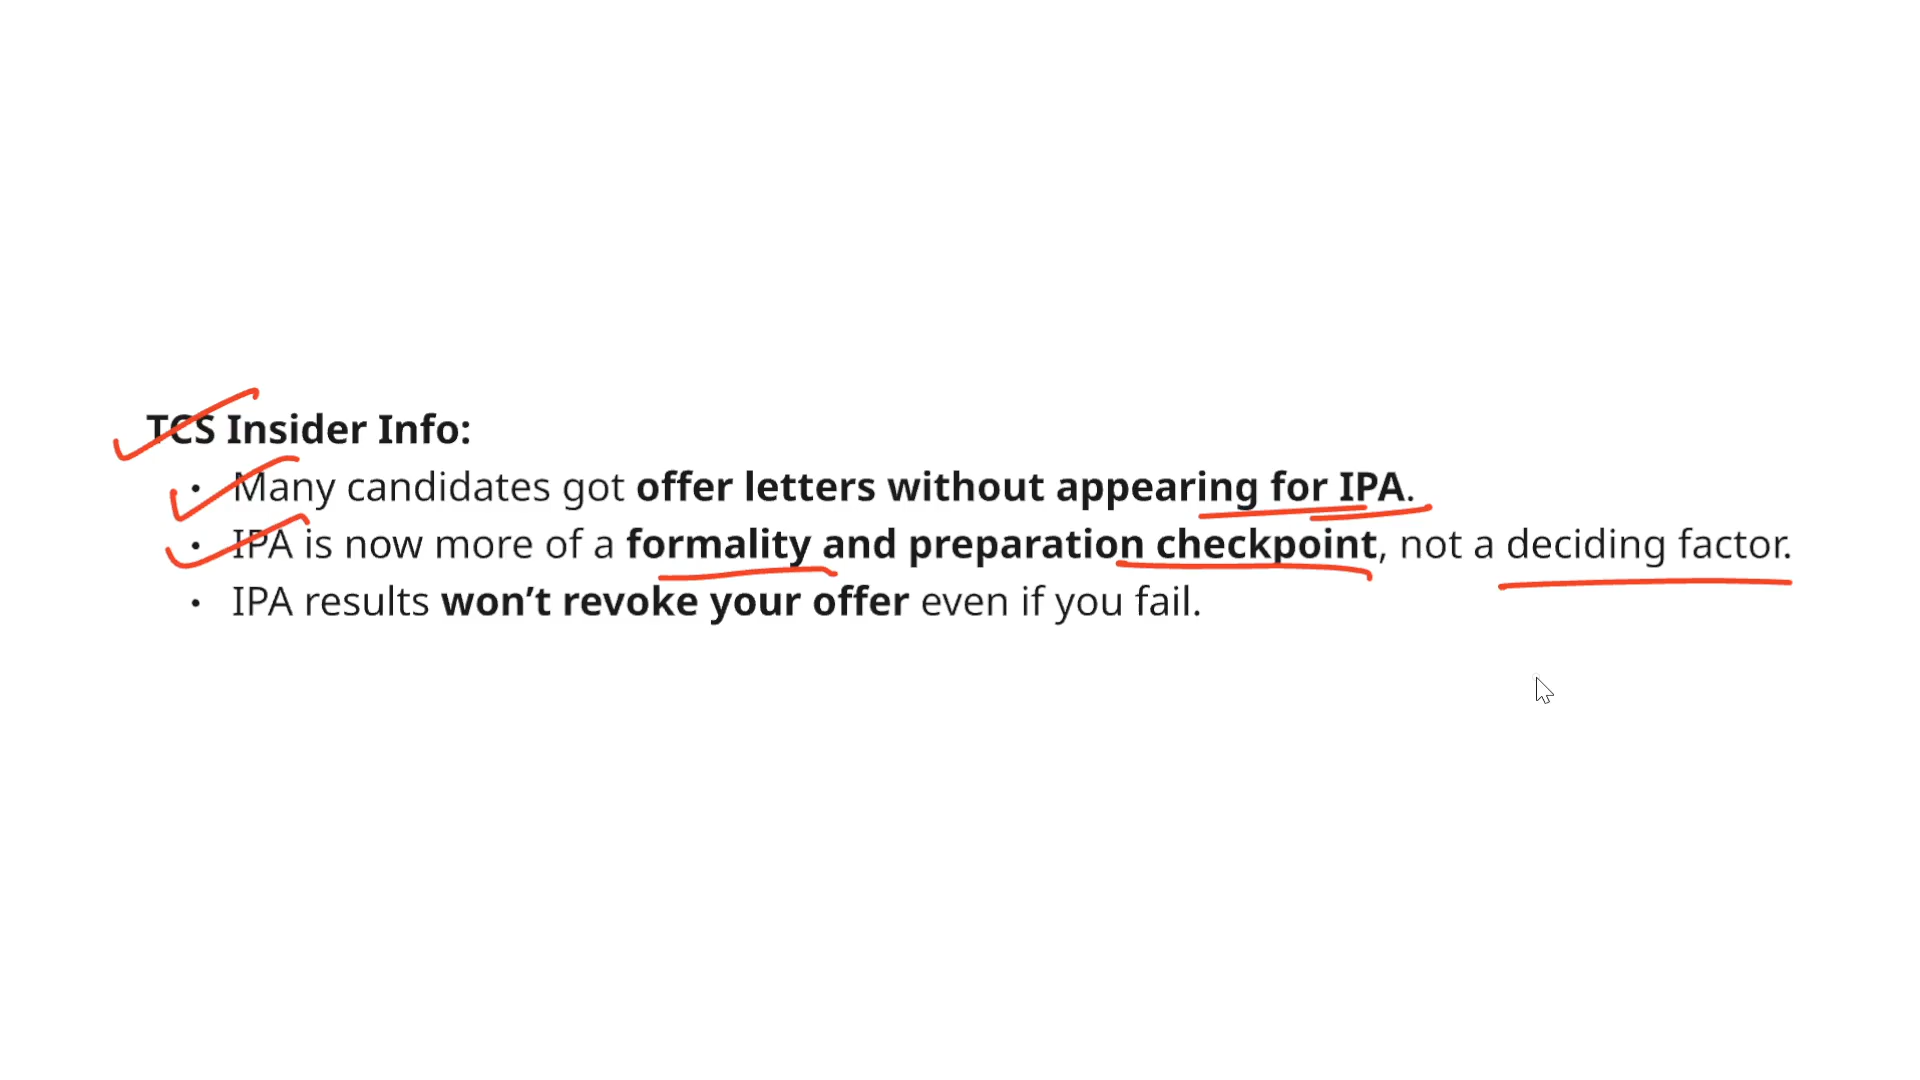 TCS Insider Info:
• Many candidates got offer letters without appearing for IPA.
• IPA is now more of a formality and preparation checkpoint, not a deciding factor.
• IPA results won’t revoke your offer even if you fail.